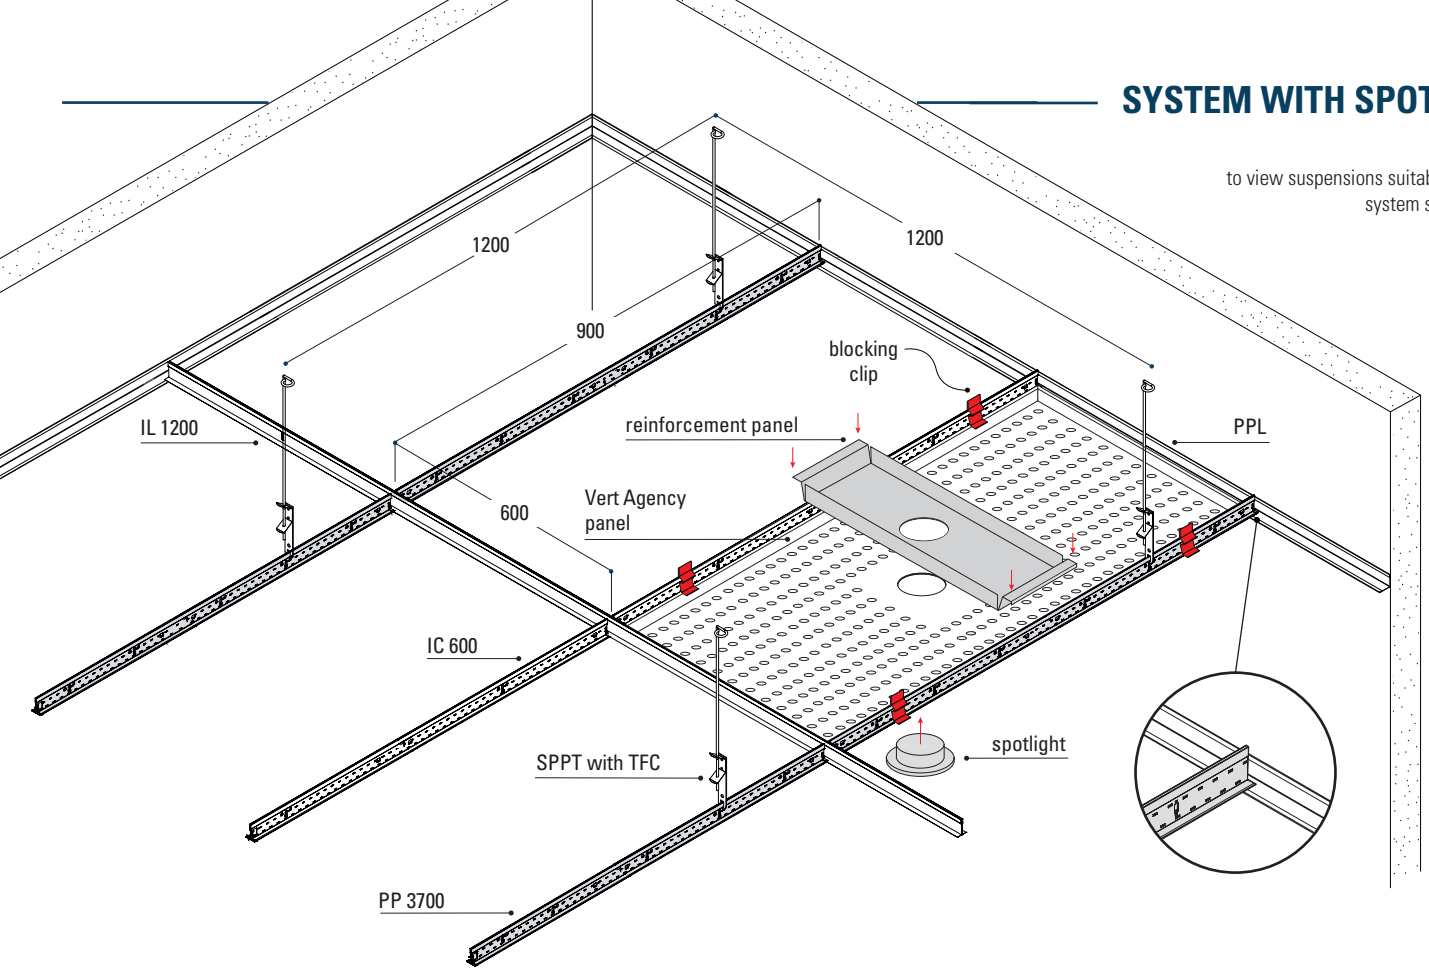 SYSTEM WITH SPOT
to view suspensions suitab
system s
1200
1200
900
blocking
clip
IL 1200
reinforcement panel
PPL
Vert Agency
panel
600
IC 600
SPPT with TFC
spotlight
PP 3700